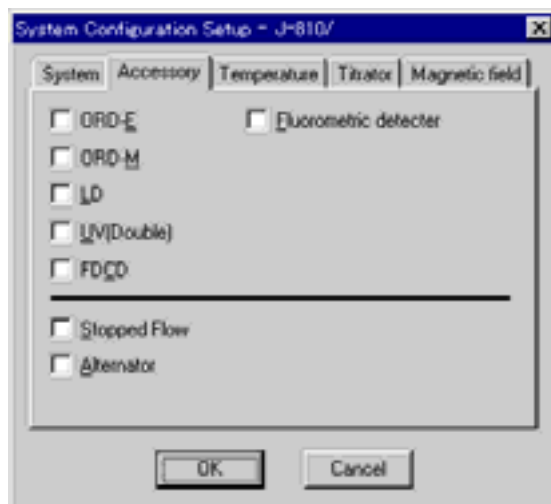 System Configuration Setup - J-810/
System Accessory Temperature Titrator Magnetic field
ORD-E Fluorometric detecter
ORD-M
LD
UV(Double)
FDCD
Stopped Flow
Alternator
OK Cancel